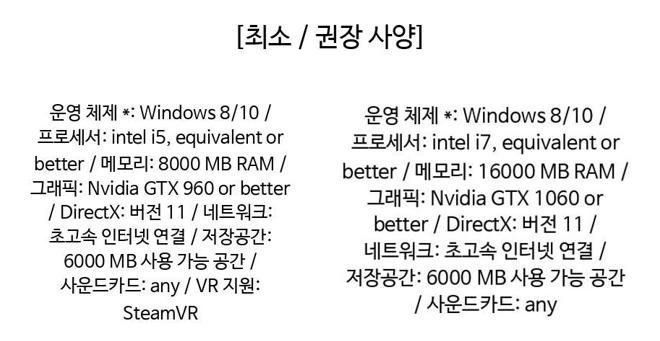 [최소 / 권장 사양]
운영 체제 *: Windows 8/10 /
프로세서: intel i5, equivalent or
better / 메모리: 8000 MB RAM /
그래픽: Nvidia GTX 960 or better
/ DirectX: 버전 11 / 네트워크:
초고속 인터넷 연결 / 저장공간:
6000 MB 사용 가능 공간 /
사운드카드: any / VR 지원:
SteamVR
운영 체제 *: Windows 8/10 /
프로세서: intel i7, equivalent or
better / 메모리: 16000 MB RAM /
그래픽: Nvidia GTX 1060 or
better / DirectX: 버전 11 /
네트워크: 초고속 인터넷 연결 /
저장공간: 6000 MB 사용 가능 공간
/ 사운드카드: any